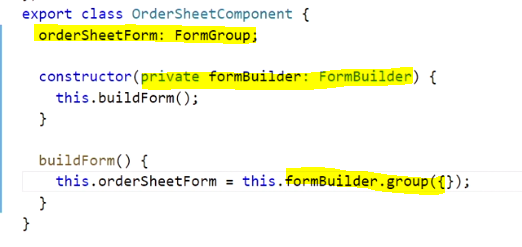 export class OrderSheetComponent {
orderSheetForm: FormGroup;
constructor(private formBuilder: FormBuilder) {
this.buildForm();
}
buildForm() {
this.orderSheetForm = this.formBuilder.group({});
}
}